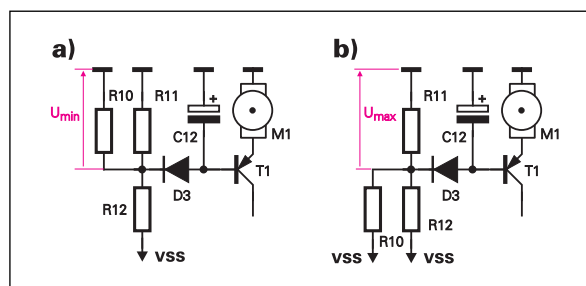 a)
R10
R11
Umin
+
C12
M1
T1
D3
R12
VSS
b)
R11
Umax
+
C12
M1
T1
D3
R12
R10
VSS
VSS